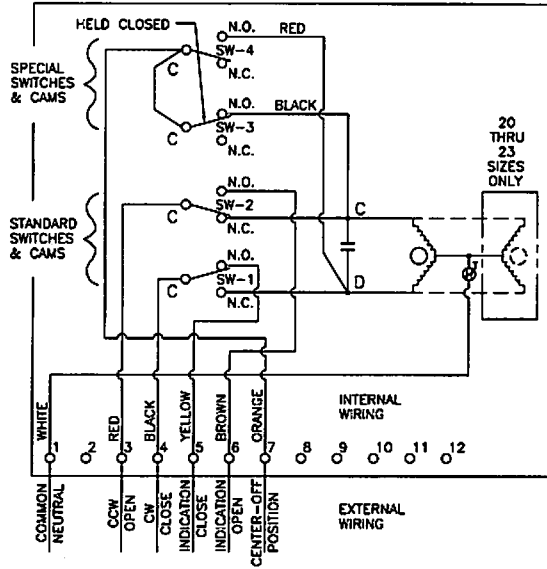 HELD CLOSED
N.O.
RED
SW-4
C
N.C.
SPECIAL
SWITCHES
& CAMS
N.O.
BLACK
SW-3
C
N.C.
20
THRU
23
SIZES
ONLY
N.O.
SW-2
C
N.C.
C
STANDARD
SWITCHES
& CAMS
N.O.
SW-1
C
N.C.
D
T
WHITE
RED
BLACK
YELLOW
BROWN
ORANGE
INTERNAL
WIRING
1 2 3 4 5 6 7 8 9 10 11 12
COMMON
NEUTRAL
CCW
OPEN
CW
CLOSE
INDICATION
CLOSE
INDICATION
OPEN
CENTER-OFF
POSITION
EXTERNAL
WIRING